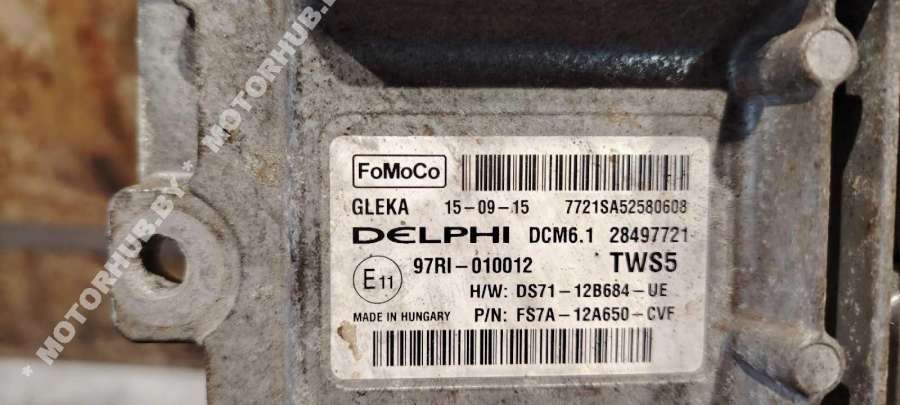 FoMoCo
GLEKA 15-09-15 7721SA52580608
DELPHI DCM6.1 28497721
E11 97RI-010012 TWS5
H/W: DS71-12B684-UE
MADE IN HUNGARY P/N: FS7A-12A650-CVF
* MOTORHUB.BY * MOTORHUB.BY